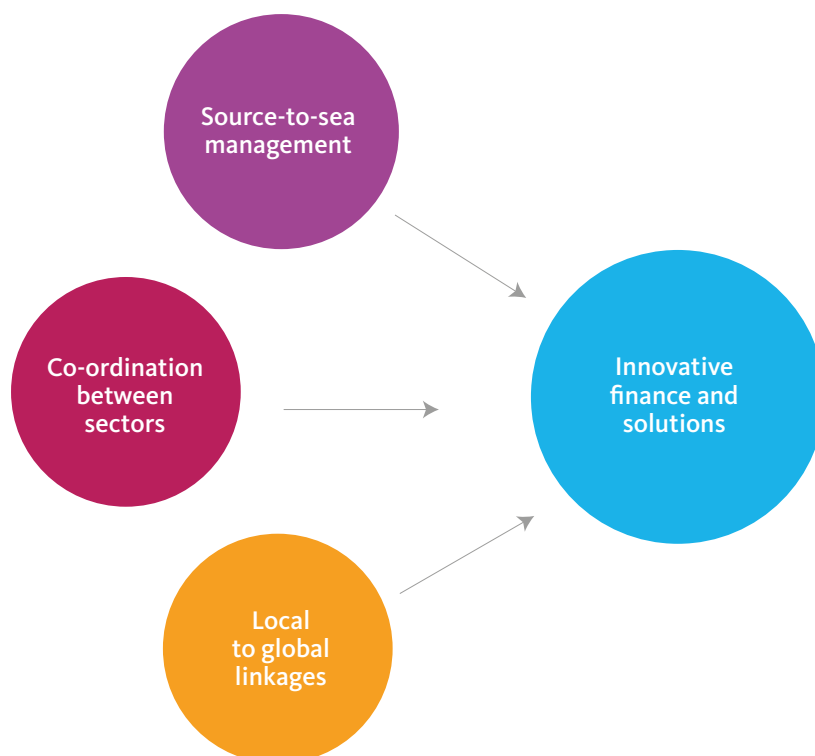 Source-to-sea
management
Co-ordination
between
sectors
Innovative
finance and
solutions
Local
to global
linkages